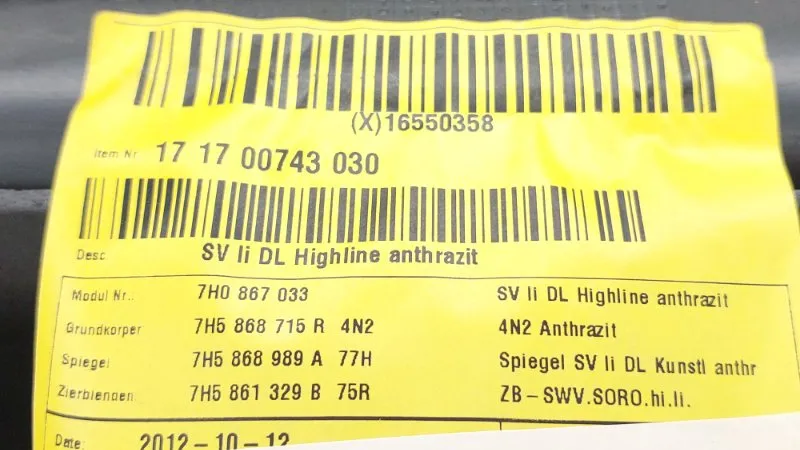 (X)16550358
Item Nr. 17 17 00743 030
Desc SV li DL Highline anthrazit
Modul Nr.: 7H0 867 033 SV li DL Highline anthrazit
Grundkorper 7H5 868 715 R 4N2 4N2 Anthrazit
Spiegel 7H5 868 989 A 77H Spiegel SV li DL Kunstl anthr
Zierblenden 7H5 861 329 B 75R ZB-SWV.SORO.hi.li.
Date: 2012-10-12